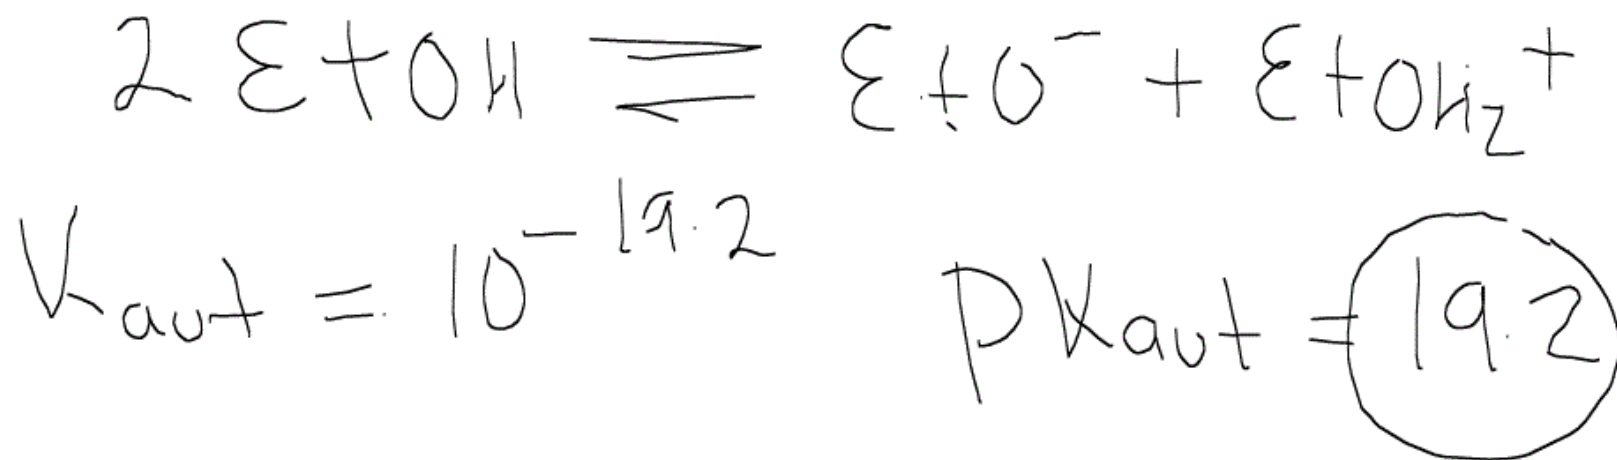 2 EtOH ⇌ EtO⁻ + EtOH₂⁺
Kaut = 10⁻¹⁹·² pKaut = 19.2